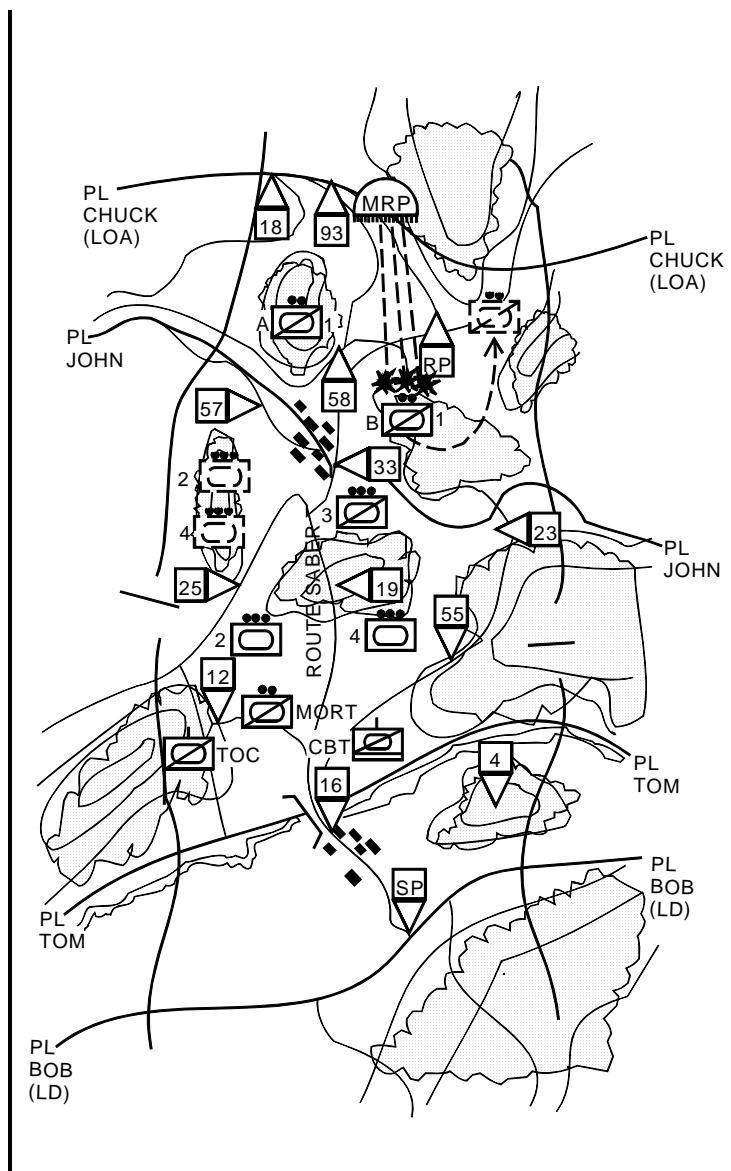 MRP
PL
CHUCK
(LOA)
18
93
PL
CHUCK
(LOA)
A
1
PL
JOHN
RP
58
57
B
1
33
2
3
4
23
PL
JOHN
ROUTE SABER
25
19
55
2
4
12
MORT
TOC
CBT
4
PL
TOM
16
SP
PL
BOB
(LD)
PL
TOM
PL
BOB
(LD)